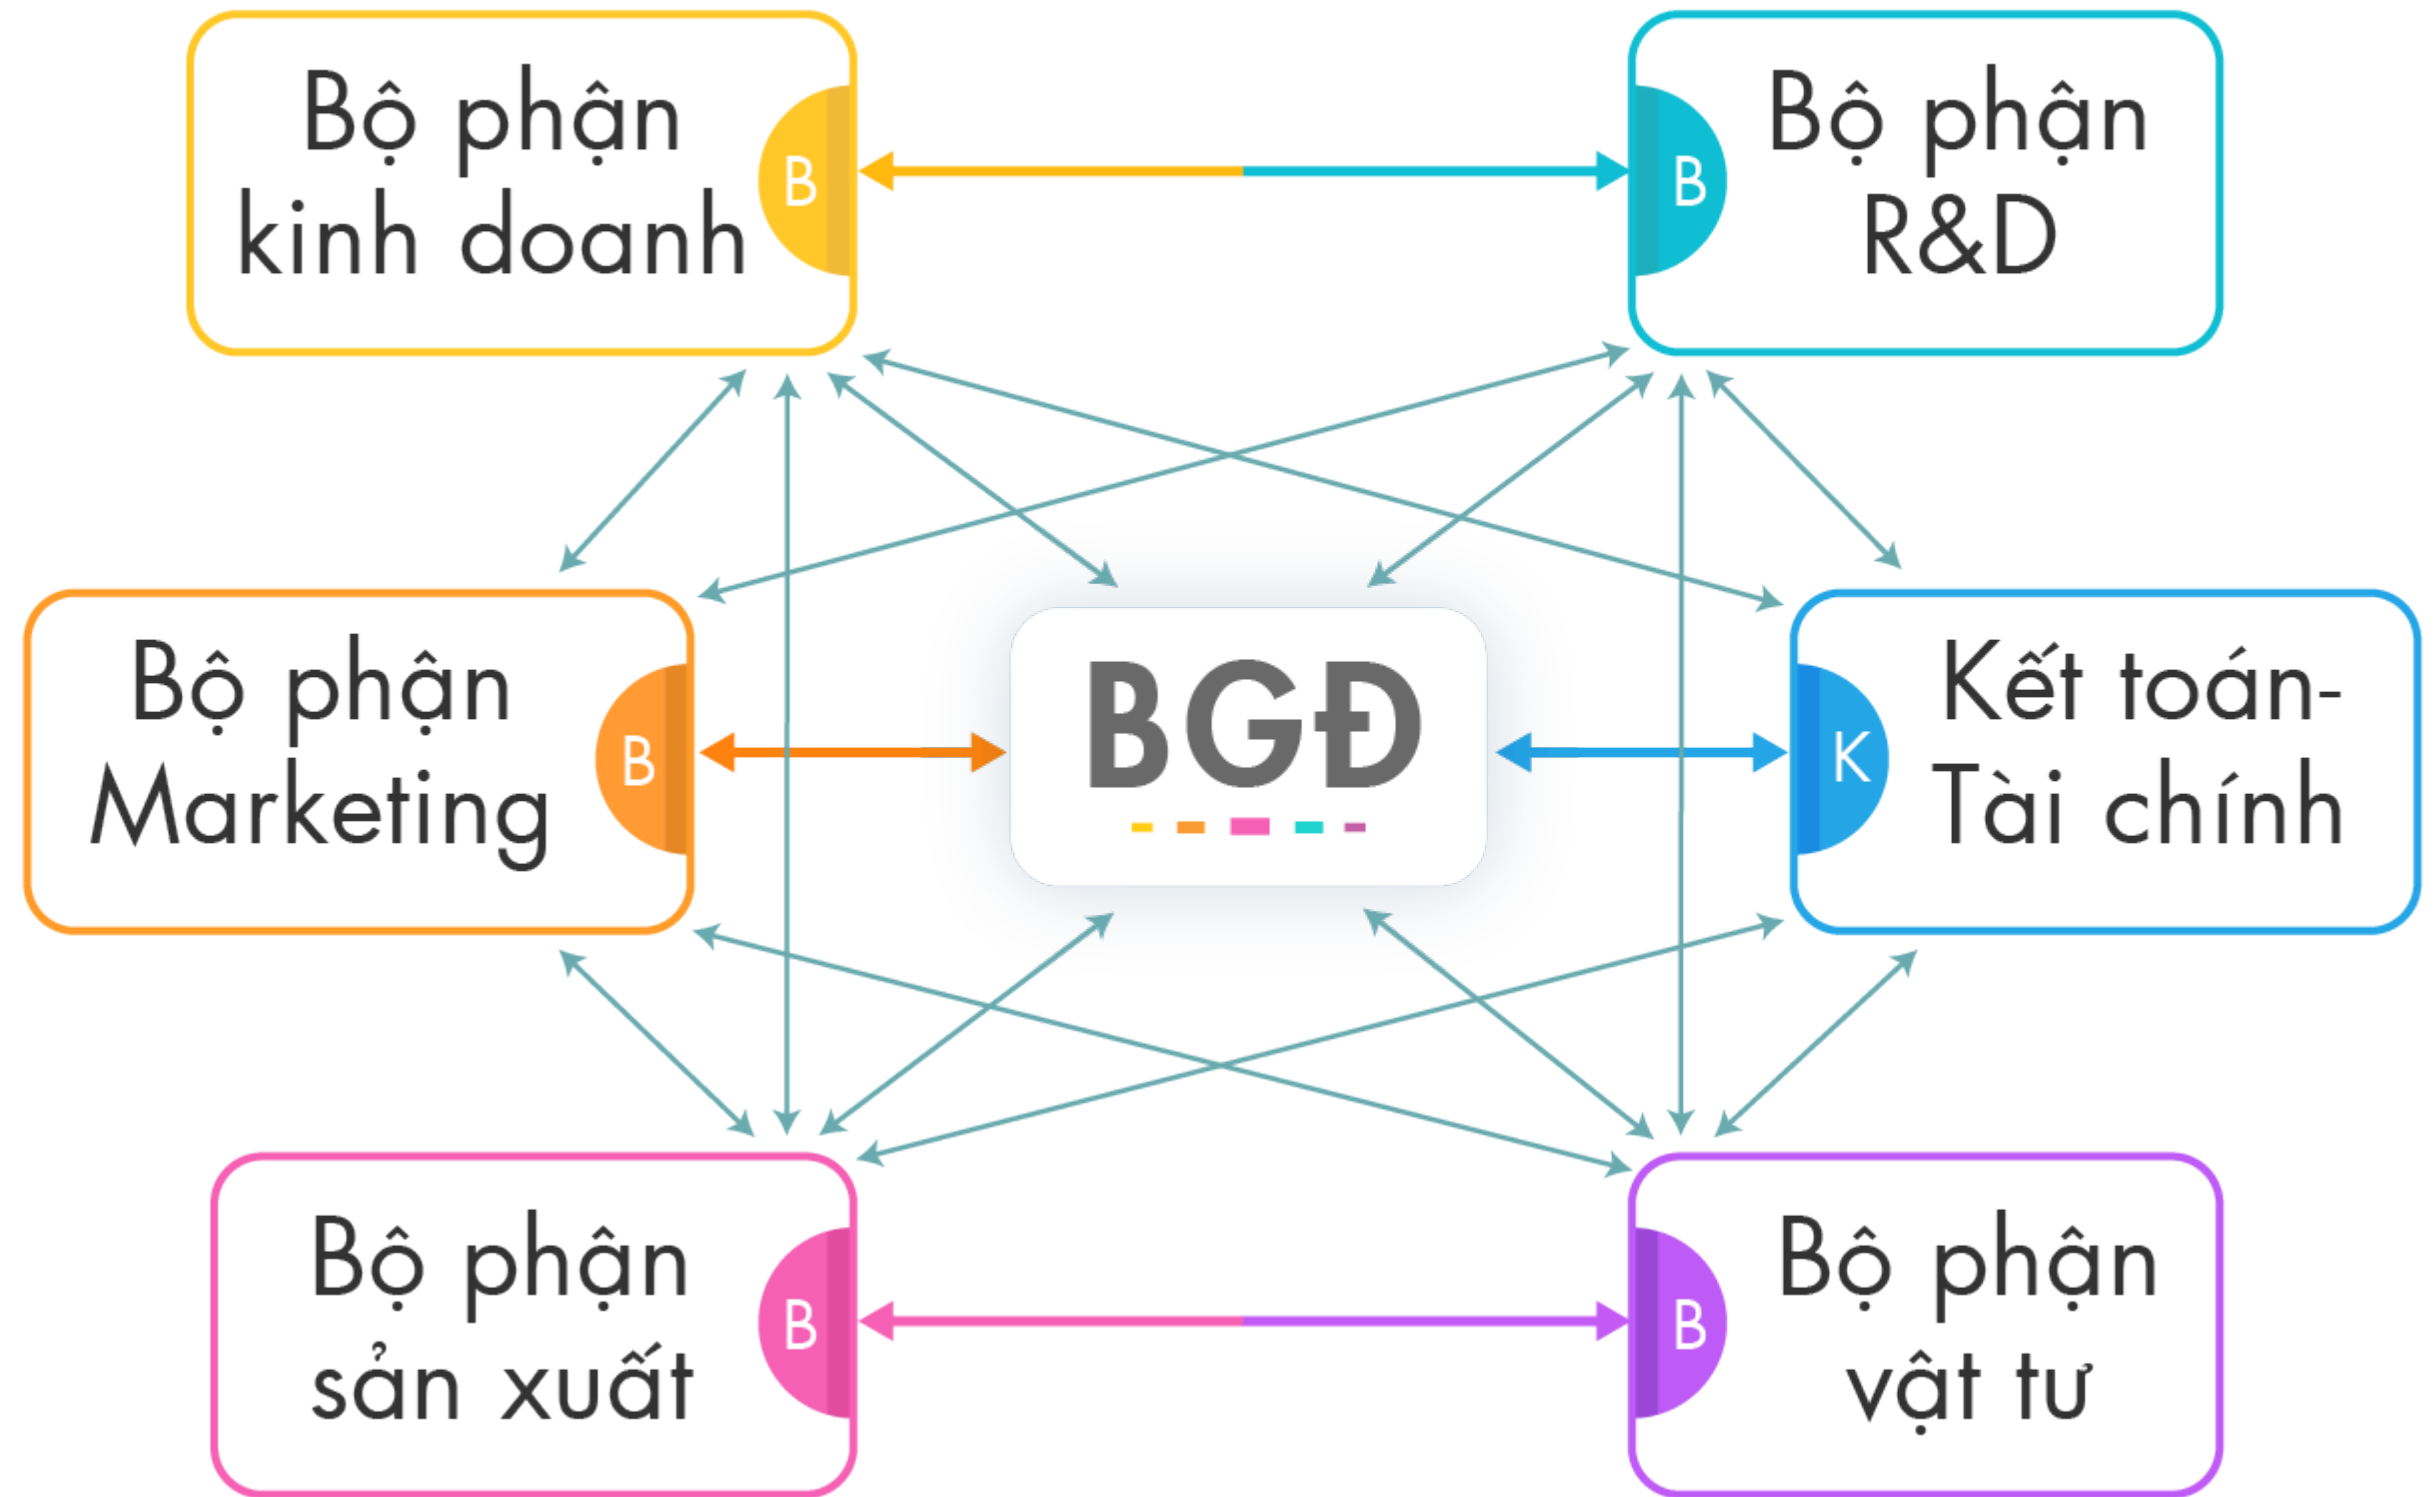 Bộ phận
kinh doanh
B
B
Bộ phận
R&D
Bộ phận
Marketing
B
BGĐ
K
Kết toán-
Tài chính
Bộ phận
sản xuất
B
B
Bộ phận
vật tư